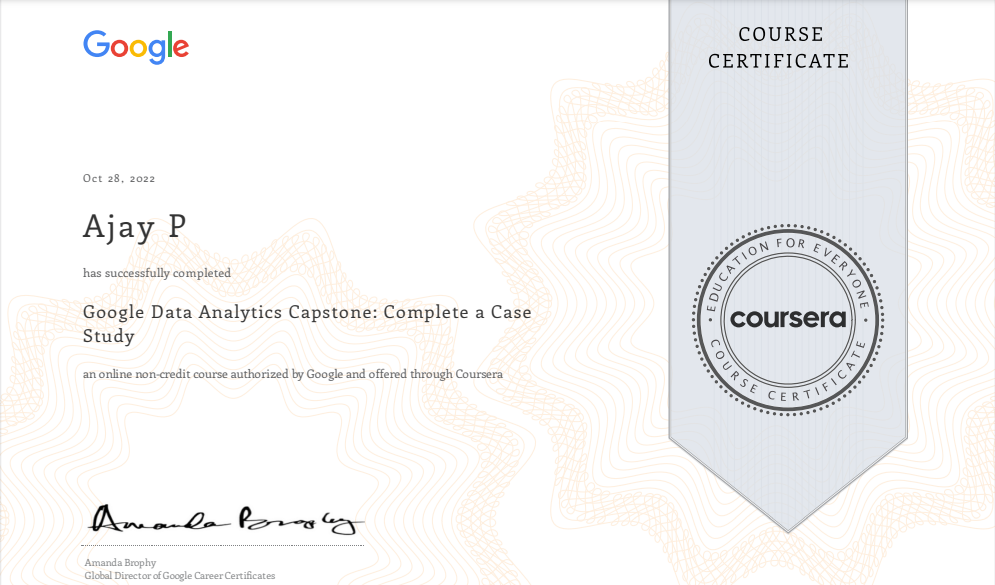 Google
COURSE
CERTIFICATE
Oct 28, 2022
Ajay P
has successfully completed
Google Data Analytics Capstone: Complete a Case
Study
an online non-credit course authorized by Google and offered through Coursera
EDUCATION FOR EVERYONE
coursera
COURSE CERTIFICATE
Amanda Brophy
Amanda Brophy
Global Director of Google Career Certificates